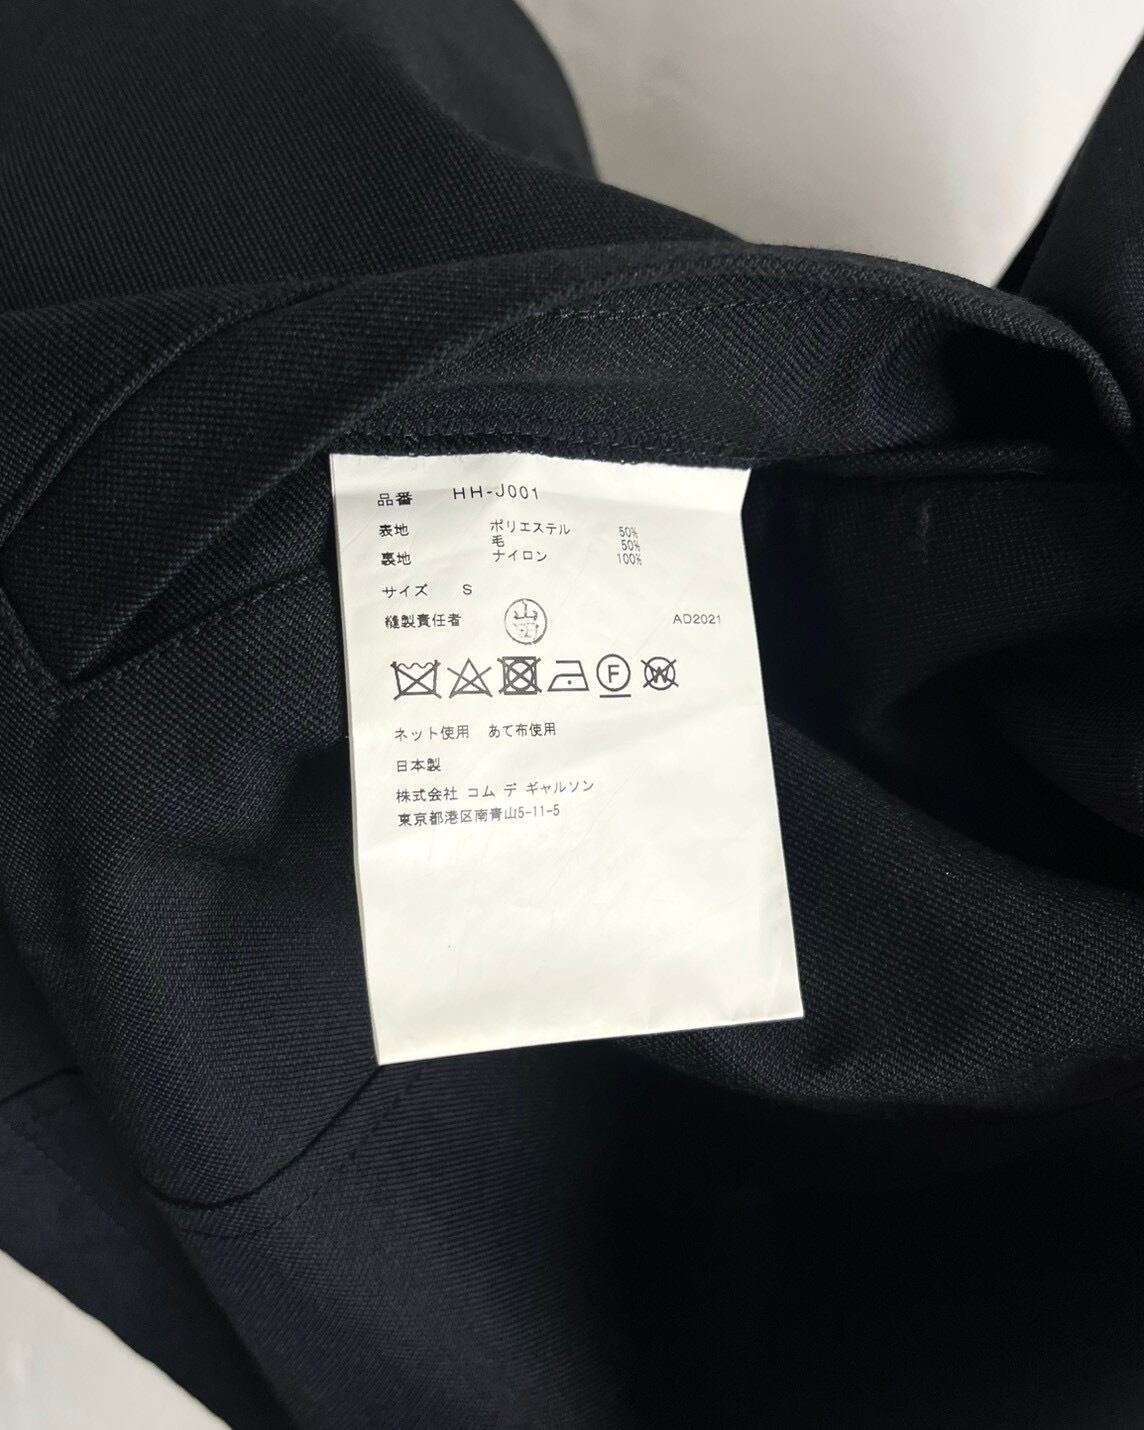 品番 HH-J001
表地 ポリエステル 50%
毛 50%
裏地 ナイロン 100%
サイズ S
縫製責任者 AD2021
F W
ネット使用 あて布使用
日本製
株式会社 コム デ ギャルソン
東京都港区南青山5-11-5